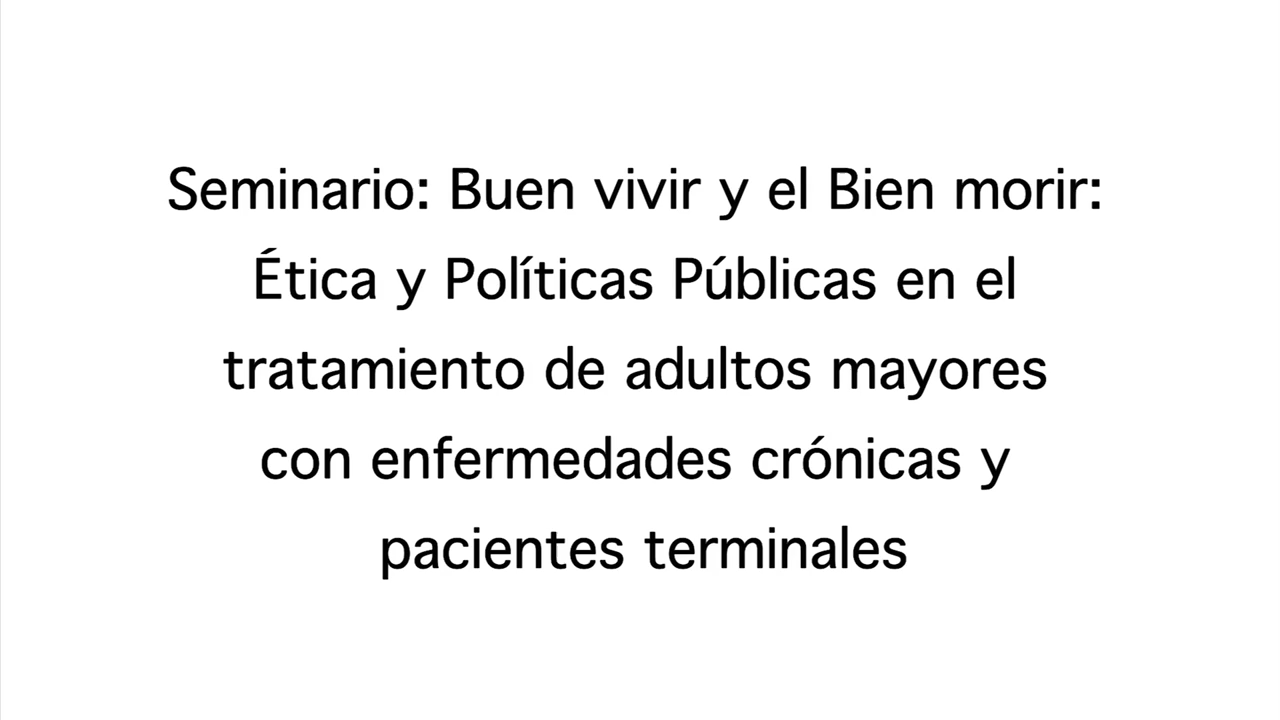 Seminario: Buen vivir y el Bien morir:
Ética y Políticas Públicas en el
tratamiento de adultos mayores
con enfermedades crónicas y
pacientes terminales